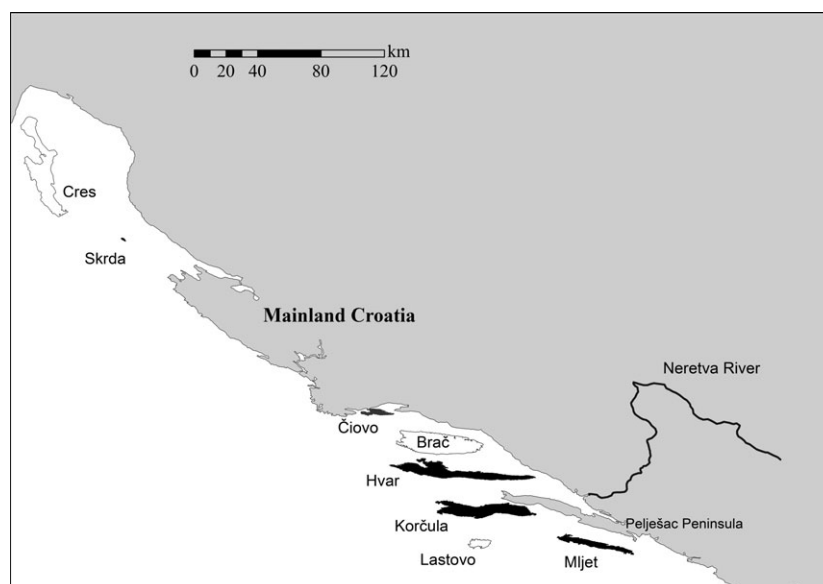 km
0 20 40 80 120
Cres
Skrda
Mainland Croatia
Neretva River
Čiovo
Brač
Hvar
Korčula
Pelješac Peninsula
Lastovo
Mljet